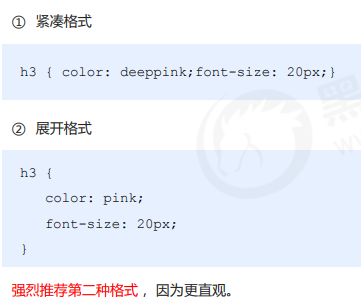 ① 紧凑格式
h3 { color: deeppink;font-size: 20px;}
② 展开格式
h3 {
color: pink;
font-size: 20px;
}
强烈推荐第二种格式，因为更直观。